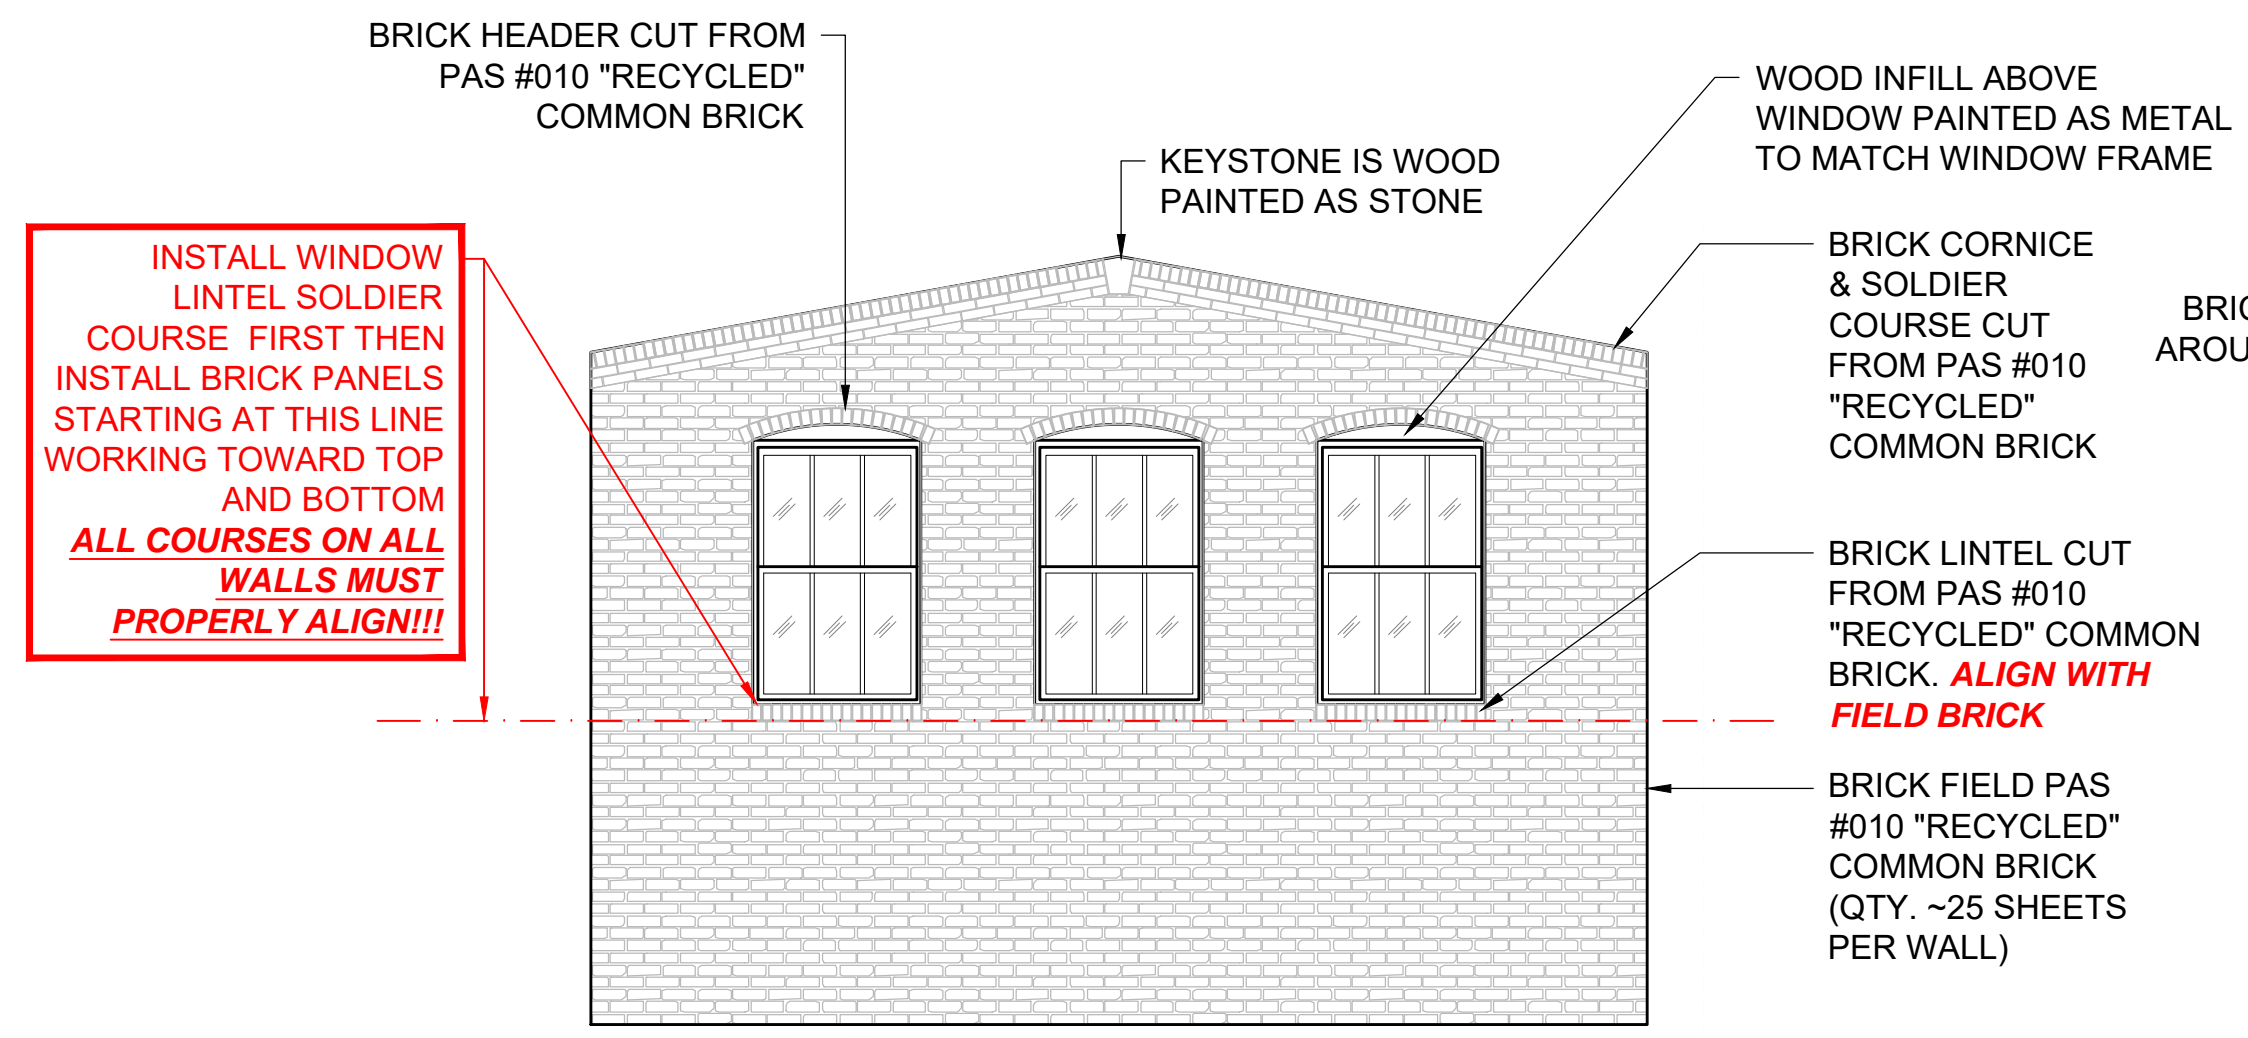 BRICK HEADER CUT FROM
PAS #010 "RECYCLED"
COMMON BRICK
KEYSTONE IS WOOD
PAINTED AS STONE
WOOD INFILL ABOVE
WINDOW PAINTED AS METAL
TO MATCH WINDOW FRAME
INSTALL WINDOW
LINTEL SOLDIER
COURSE FIRST THEN
INSTALL BRICK PANELS
STARTING AT THIS LINE
WORKING TOWARD TOP
AND BOTTOM
ALL COURSES ON ALL
WALLS MUST
PROPERLY ALIGN!!!
BRICK CORNICE
& SOLDIER
COURSE CUT
FROM PAS #010
"RECYCLED"
COMMON BRICK
BRICK LINTEL CUT
FROM PAS #010
"RECYCLED" COMMON
BRICK. ALIGN WITH
FIELD BRICK
BRICK FIELD PAS
#010 "RECYCLED"
COMMON BRICK
(QTY. ~25 SHEETS
PER WALL)